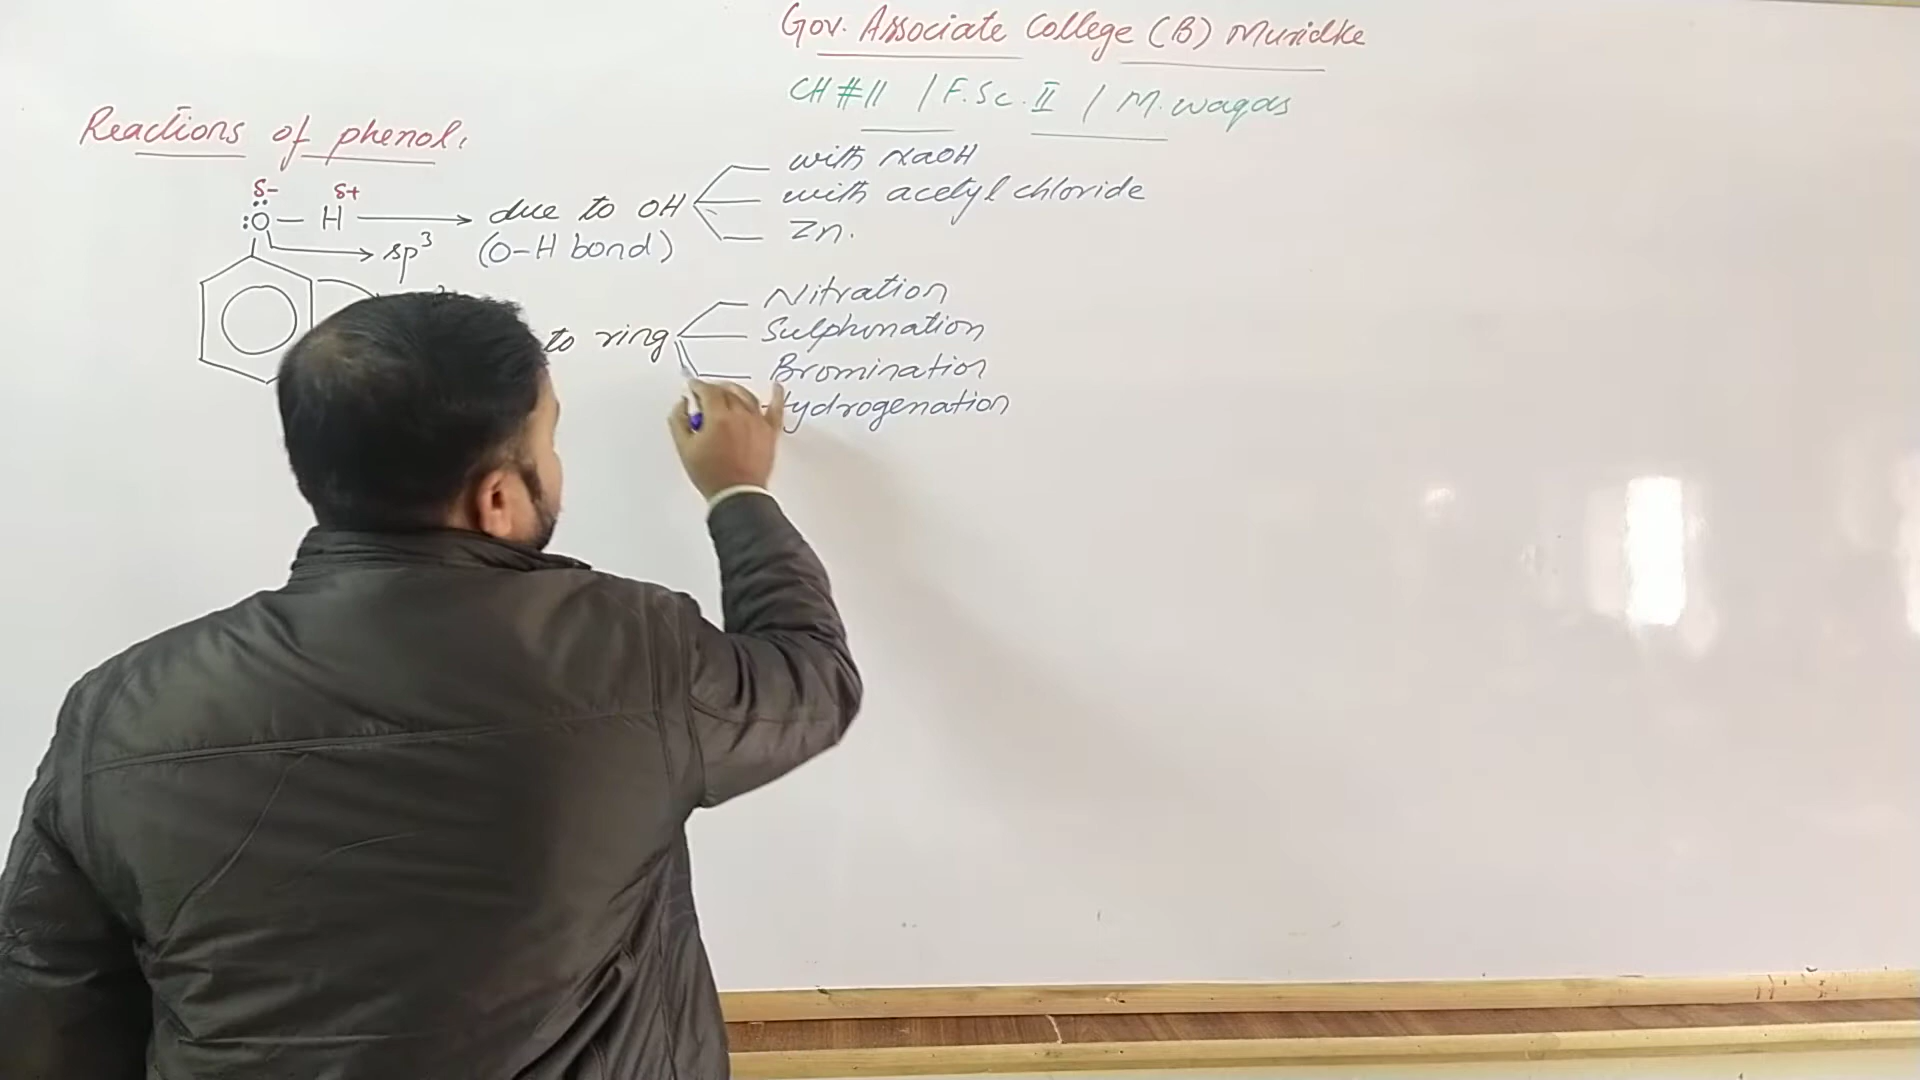 Gov. Associate College (B) Muridke
CH # 11 / F.Sc. II / M. waqas
Reactions of phenol.
δ- δ+
:Ö — H → due to OH
(O-H bond)
sp³
with NaOH
with acetyl chloride
Zn.
to ring
Nitration
Sulphonation
Bromination
Hydrogenation